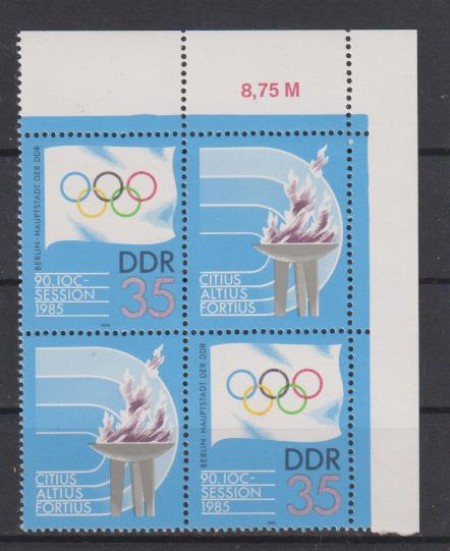 8,75 M
BERLIN · HAUPTSTADT DER DDR
DDR
90. IOC-
SESSION
1985
35
CITIUS
ALTIUS
FORTIUS
CITIUS
ALTIUS
FORTIUS
BERLIN · HAUPTSTADT DER DDR
DDR
90. IOC-
SESSION
1985
35